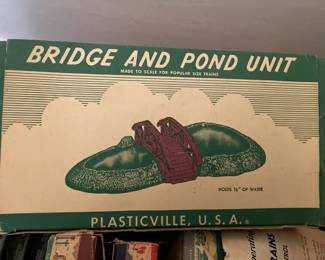 BRIDGE AND POND UNIT
MADE TO SCALE FOR POPULAR SIZE TRAINS
HOLDS ½" OF WATER
PLASTICVILLE, U.S.A.®